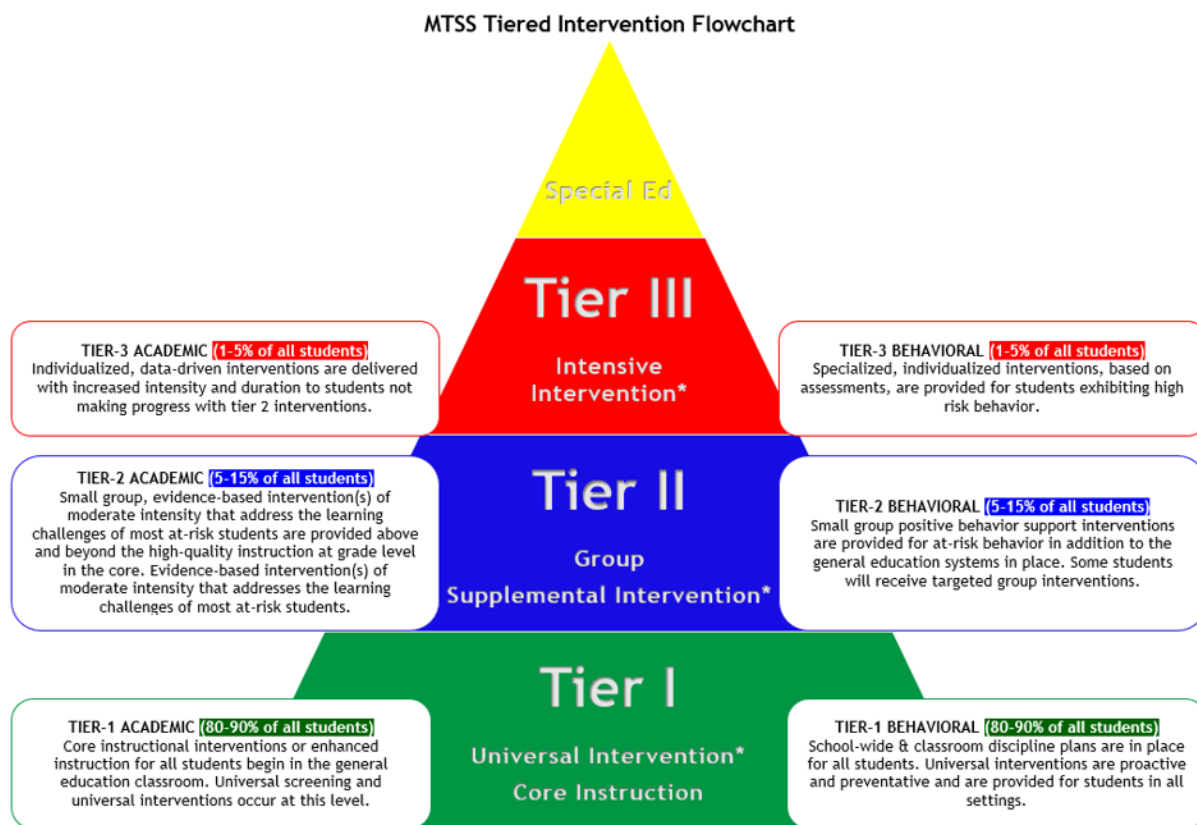 MTSS Tiered Intervention Flowchart
Special Ed
Tier III
Intensive
Intervention*
TIER-3 ACADEMIC (1-5% of all students)
Individualized, data-driven interventions are delivered
with increased intensity and duration to students not
making progress with tier 2 interventions.
TIER-3 BEHAVIORAL (1-5% of all students)
Specialized, individualized interventions, based on
assessments, are provided for students exhibiting high
risk behavior.
Tier II
Group
Supplemental Intervention*
TIER-2 ACADEMIC (5-15% of all students)
Small group, evidence-based intervention(s) of
moderate intensity that address the learning
challenges of most at-risk students are provided above
and beyond the high-quality instruction at grade level
in the core. Evidence-based intervention(s) of
moderate intensity that addresses the learning
challenges of most at-risk students.
TIER-2 BEHAVIORAL (5-15% of all students)
Small group positive behavior support interventions
are provided for at-risk behavior in addition to the
general education systems in place. Some students
will receive targeted group interventions.
Tier I
Universal Intervention*
Core Instruction
TIER-1 ACADEMIC (80-90% of all students)
Core instructional interventions or enhanced
instruction for all students begin in the general
education classroom. Universal screening and
universal interventions occur at this level.
TIER-1 BEHAVIORAL (80-90% of all students)
School-wide & classroom discipline plans are in place
for all students. Universal interventions are proactive
and preventative and are provided for students in all
settings.